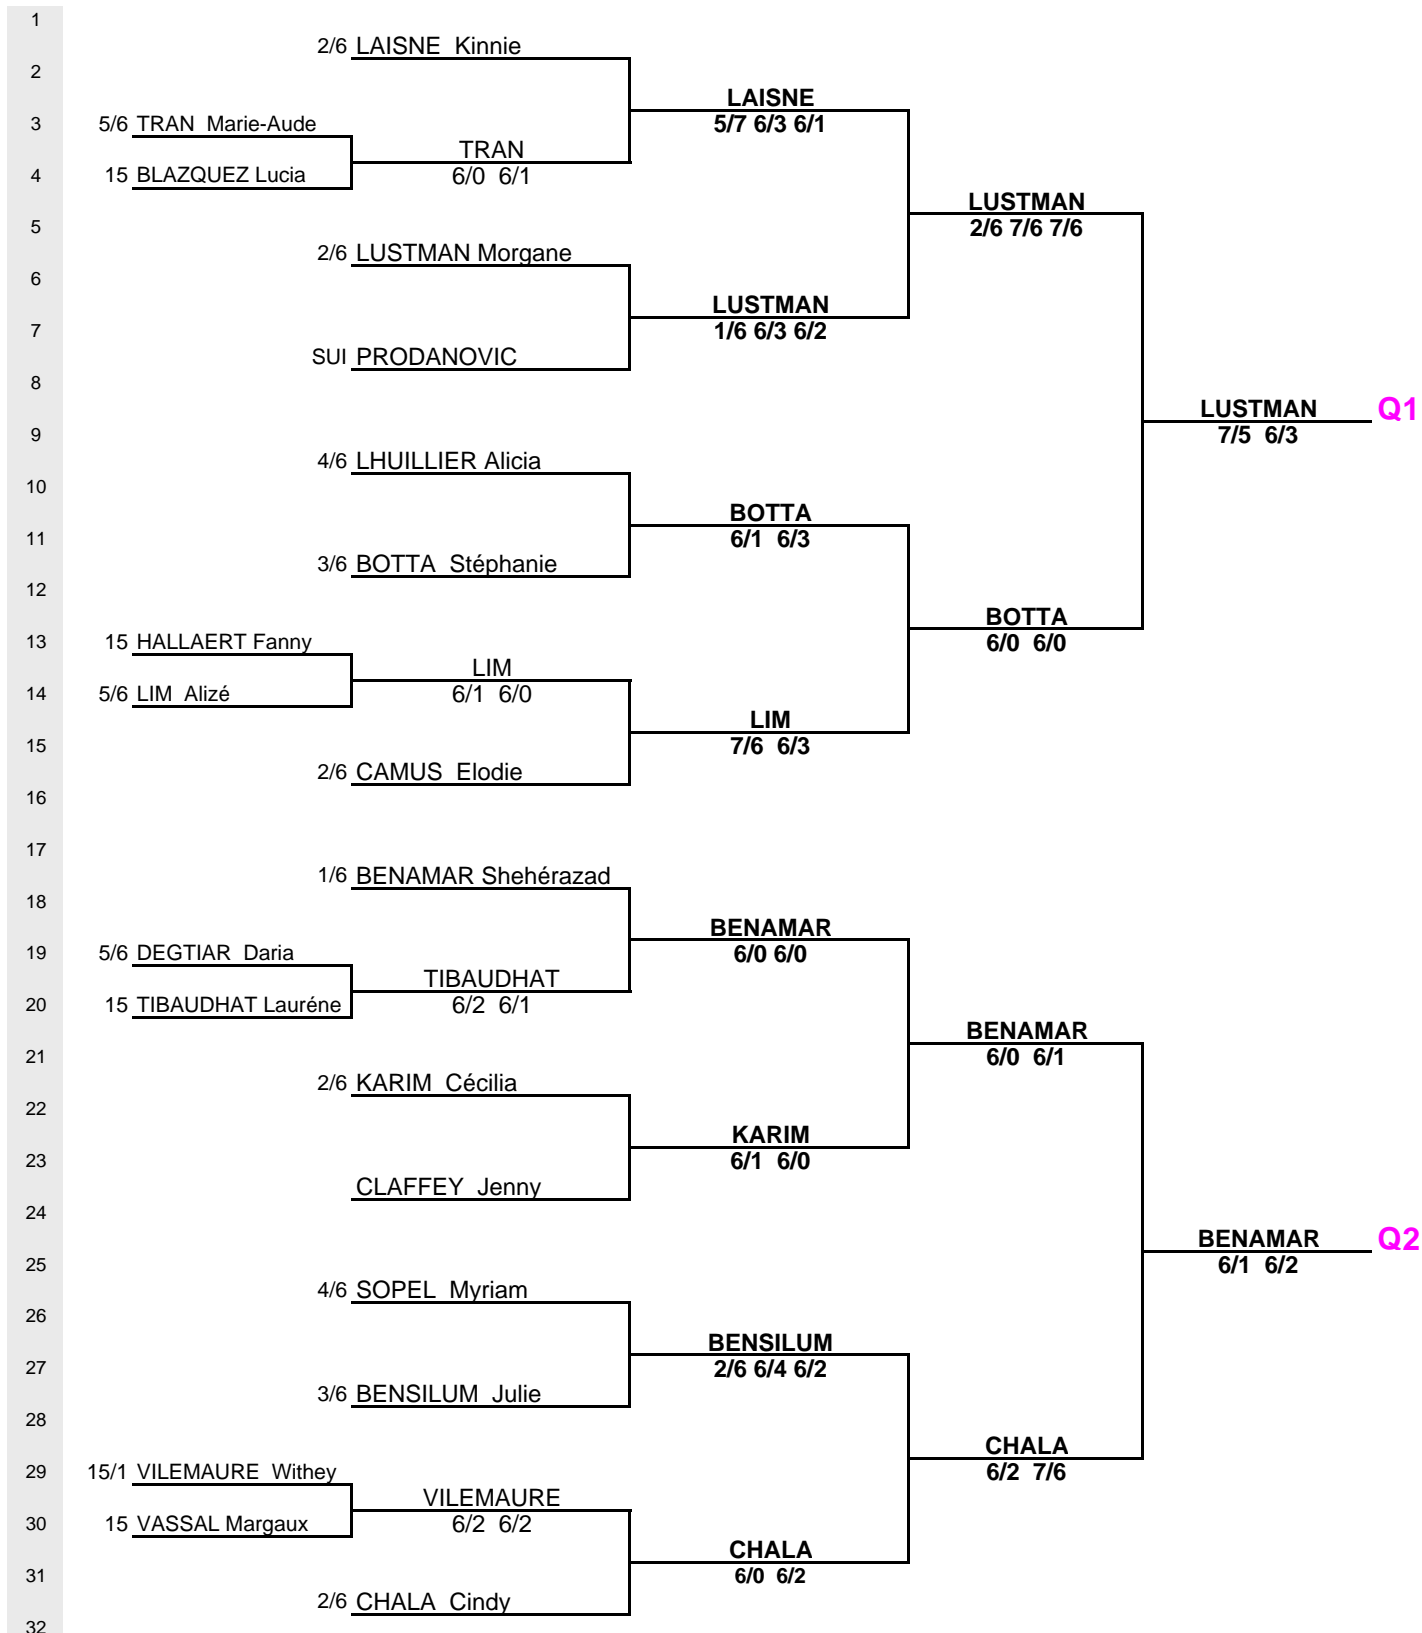 1
2/6 LAISNE Kinnie
2
LAISNE
3 5/6 TRAN Marie-Aude 5/7 6/3 6/1
TRAN
4 15 BLAZQUEZ Lucia 6/0 6/1
LUSTMAN
5 2/6 7/6 7/6
2/6 LUSTMAN Morgane
6
LUSTMAN
7 1/6 6/3 6/2
SUI PRODANOVIC
8
LUSTMAN Q1
9 7/5 6/3
4/6 LHUILLIER Alicia
10
BOTTA
11 6/1 6/3
3/6 BOTTA Stéphanie
12
BOTTA
13 15 HALLAERT Fanny 6/0 6/0
LIM
14 5/6 LIM Alizé 6/1 6/0
LIM
15 7/6 6/3
2/6 CAMUS Elodie
16
17
1/6 BENAMAR Shehérazad
18
BENAMAR
19 5/6 DEGTIAR Daria 6/0 6/0
TIBAUDHAT
20 15 TIBAUDHAT Lauréne 6/2 6/1
BENAMAR
21 6/0 6/1
2/6 KARIM Cécilia
22
KARIM
23 6/1 6/0
CLAFFEY Jenny
24
BENAMAR Q2
25 6/1 6/2
4/6 SOPEL Myriam
26
BENSILUM
27 2/6 6/4 6/2
3/6 BENSILUM Julie
28
CHALA
29 15/1 VILEMAURE Withey 6/2 7/6
VILEMAURE
30 15 VASSAL Margaux 6/2 6/2
CHALA
31 6/0 6/2
2/6 CHALA Cindy
32